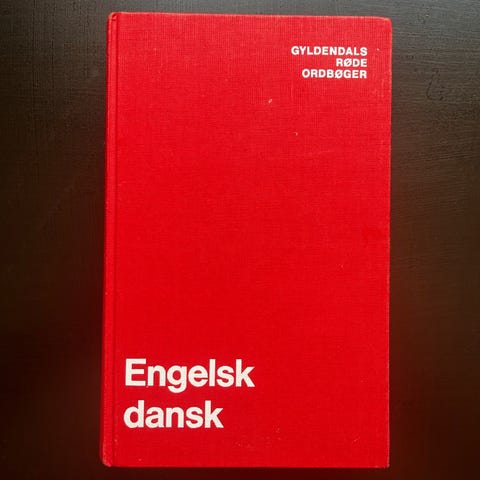 GYLDENDALS
RØDE
ORDBØGER
Engelsk
dansk